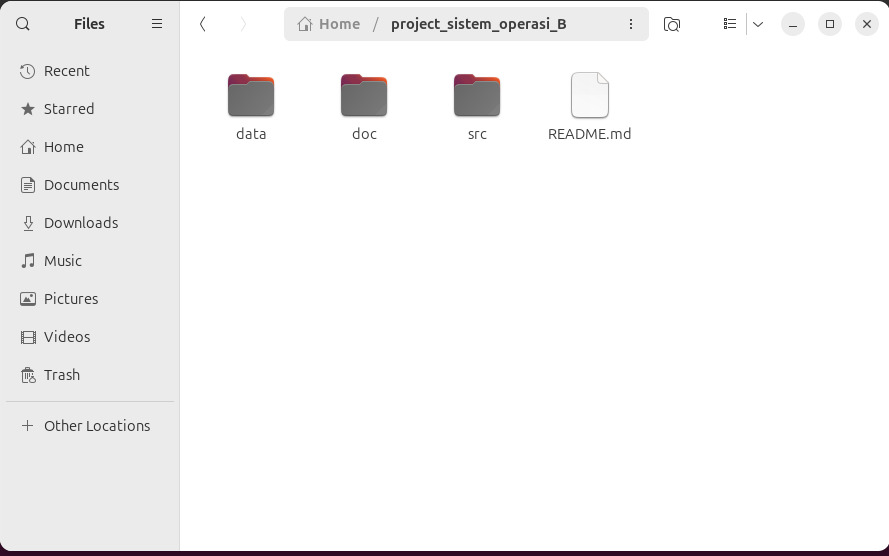 Files
Home / project_sistem_operasi_B
Recent
Starred
Home
Documents
Downloads
Music
Pictures
Videos
Trash
Other Locations
data
doc
src
README.md